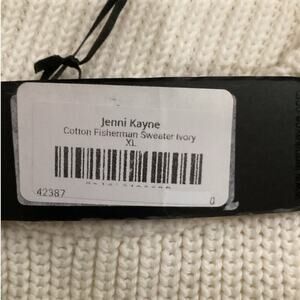 Jenni Kayne
Cotton Fisherman Sweater Ivory
XL
42387
0